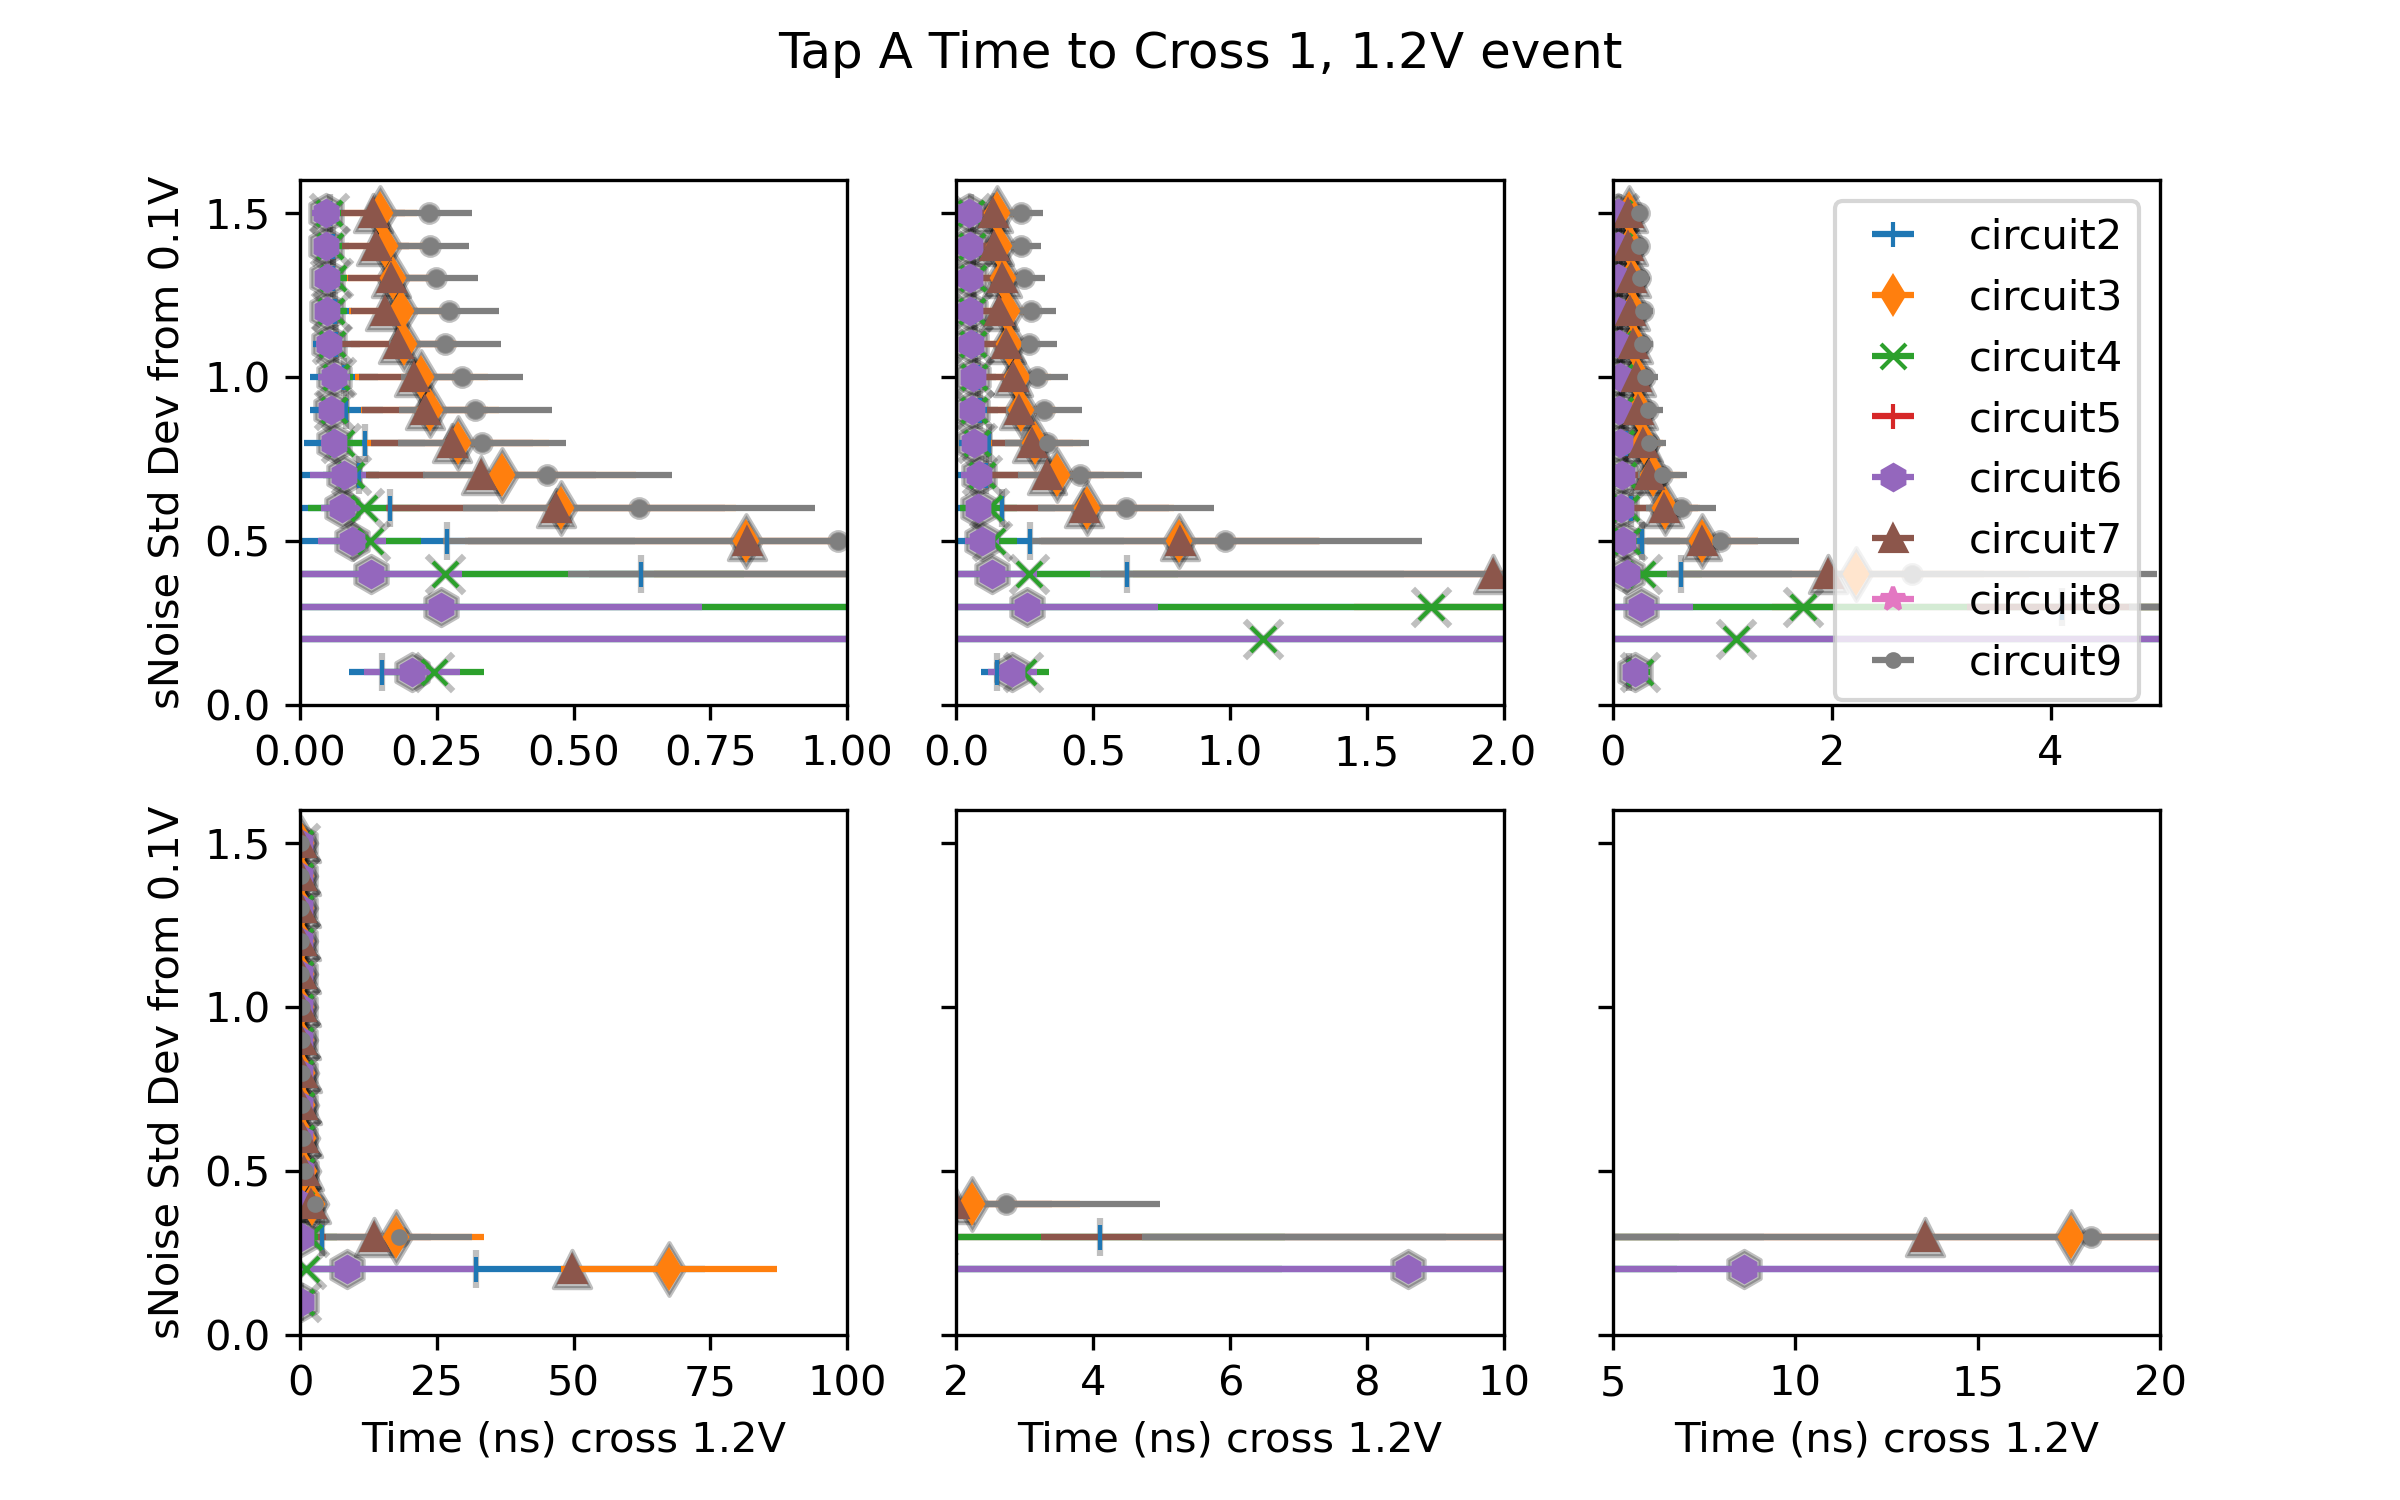 Tap A Time to Cross 1, 1.2V event
sNoise Std Dev from 0.1V
1.5
1.0
0.5
0.0
0.00 0.25 0.50 0.75 1.00
0.0 0.5 1.0 1.5 2.0
0 2 4
circuit2
circuit3
circuit4
circuit5
circuit6
circuit7
circuit8
circuit9
sNoise Std Dev from 0.1V
1.5
1.0
0.5
0.0
0 25 50 75 100
Time (ns) cross 1.2V
2 4 6 8 10
Time (ns) cross 1.2V
5 10 15 20
Time (ns) cross 1.2V